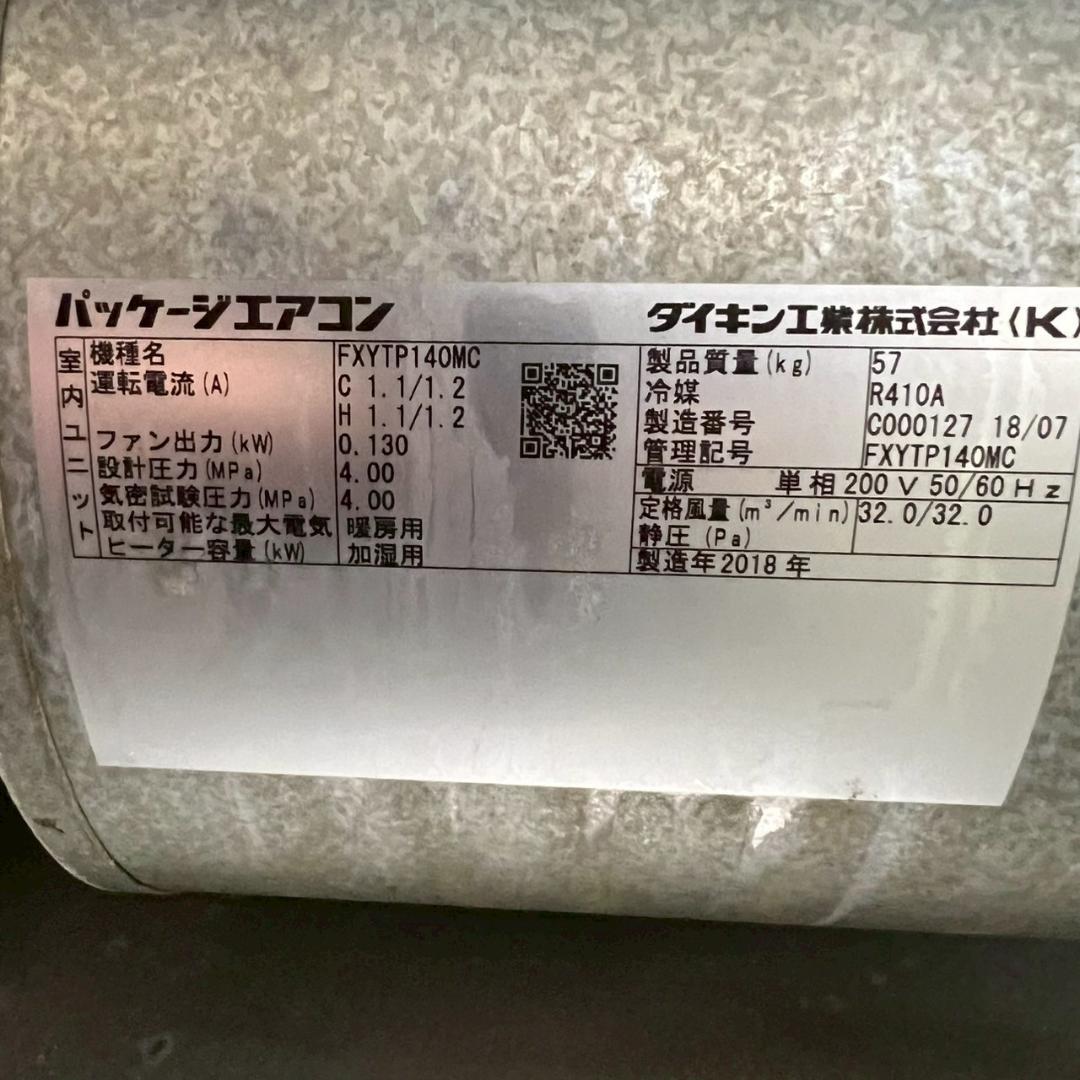 パッケージエアコン
ダイキン工業株式会社(K)
室内ユニット
機種名 FXYTP140MC
運転電流(A) C 1.1/1.2
H 1.1/1.2
ファン出力(kW) 0.130
設計圧力(MPa) 4.00
気密試験圧力(MPa) 4.00
取付可能な最大電気 暖房用
ヒーター容量(kW) 加湿用
製品質量(kg) 57
冷媒 R410A
製造番号 C000127 18/07
管理記号 FXYTP140MC
電源 単相200V 50/60Hz
定格風量(m³/min) 32.0/32.0
静圧(Pa)
製造年2018年